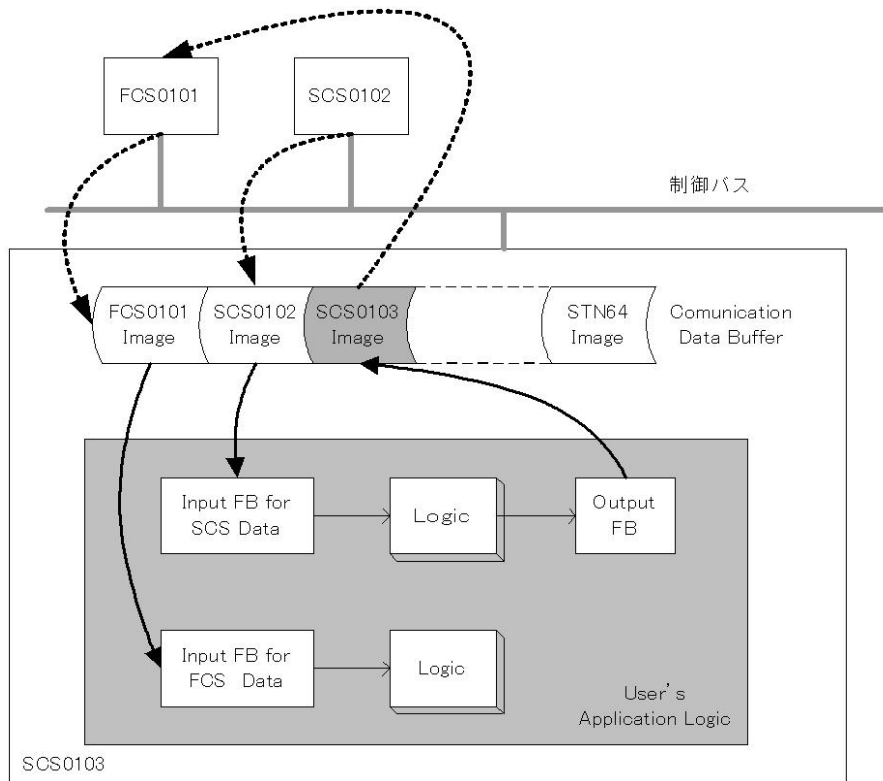 FCS0101
SCS0102
制御バス
FCS0101
Image
SCS0102
Image
SCS0103
Image
STN64
Image
Comunication
Data Buffer
Input FB for
SCS Data
Logic
Output
FB
Input FB for
FCS Data
Logic
User's
Application Logic
SCS0103